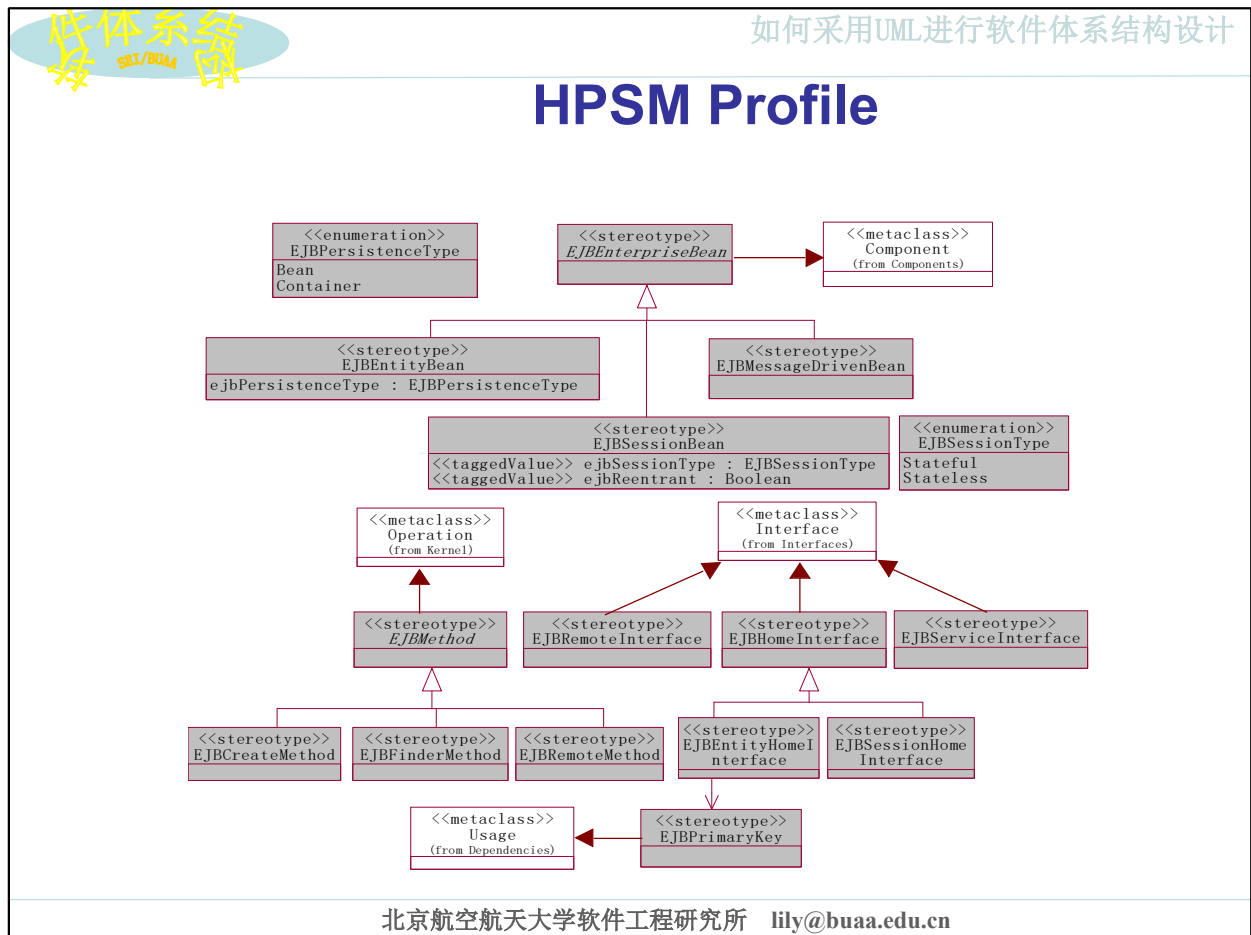 如何采用UML进行软件体系结构设计
件体系结
SEI/BUAA
HPSM Profile
<<enumeration>>
EJBPersistenceType
Bean
Container
<<stereotype>>
EJBEnterpriseBean
<<metaclass>>
Component
(from Components)
<<stereotype>>
EJBEntityBean
ejbPersistenceType : EJBPersistenceType
<<stereotype>>
EJBMessageDrivenBean
<<stereotype>>
EJBSessionBean
<<taggedValue>> ejbSessionType : EJBSessionType
<<taggedValue>> ejbReentrant : Boolean
<<enumeration>>
EJBSessionType
Stateful
Stateless
<<metaclass>>
Operation
(from Kernel)
<<metaclass>>
Interface
(from Interfaces)
<<stereotype>>
EJBMethod
<<stereotype>>
EJBRemoteInterface
<<stereotype>>
EJBHomeInterface
<<stereotype>>
EJBServiceInterface
<<stereotype>>
EJBCreateMethod
<<stereotype>>
EJBFinderMethod
<<stereotype>>
EJBRemoteMethod
<<stereotype>>
EJBEntityHomeI
nterface
<<stereotype>>
EJBSessionHome
Interface
<<metaclass>>
Usage
(from Dependencies)
<<stereotype>>
EJBPrimaryKey
北京航空航天大学软件工程研究所 lily@buaa.edu.cn